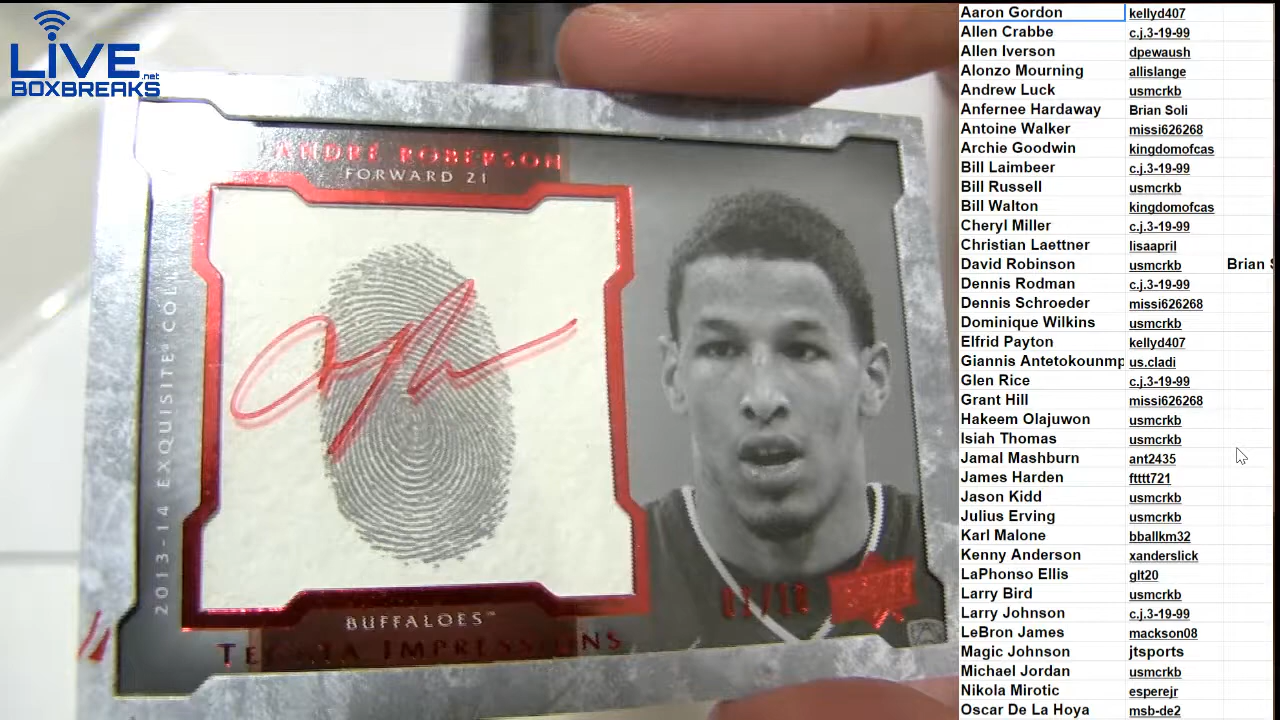 LIVE.net
BOXBREAKS
ANDRE ROBERSON
FORWARD 21
2013-14 EXQUISITE COL
BUFFALOES™
TECHTA IMPRESSIONS
/10
Aaron Gordon kellyd407
Allen Crabbe c.j.3-19-99
Allen Iverson dpewaush
Alonzo Mourning allislange
Andrew Luck usmcrkb
Anfernee Hardaway Brian Soli
Antoine Walker missi626268
Archie Goodwin kingdomofcas
Bill Laimbeer c.j.3-19-99
Bill Russell usmcrkb
Bill Walton kingdomofcas
Cheryl Miller c.j.3-19-99
Christian Laettner lisaapril
David Robinson usmcrkb Brian S
Dennis Rodman c.j.3-19-99
Dennis Schroeder missi626268
Dominique Wilkins usmcrkb
Elfrid Payton kellyd407
Giannis Antetokounmp us.cladi
Glen Rice c.j.3-19-99
Grant Hill missi626268
Hakeem Olajuwon usmcrkb
Isiah Thomas usmcrkb
Jamal Mashburn ant2435
James Harden ftttt721
Jason Kidd usmcrkb
Julius Erving usmcrkb
Karl Malone bballkm32
Kenny Anderson xanderslick
LaPhonso Ellis glt20
Larry Bird usmcrkb
Larry Johnson c.j.3-19-99
LeBron James mackson08
Magic Johnson jtsports
Michael Jordan usmcrkb
Nikola Mirotic esperejr
Oscar De La Hoya msb-de2